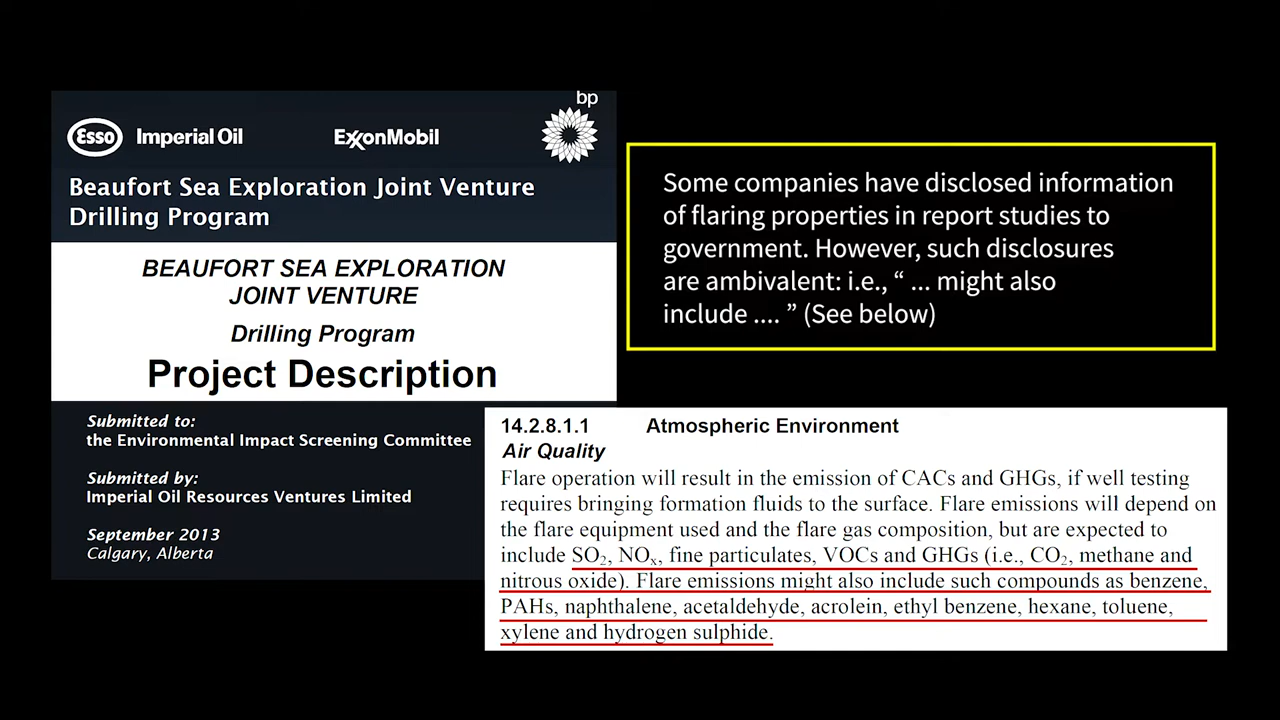 bp
Esso Imperial Oil ExxonMobil
Beaufort Sea Exploration Joint Venture
Drilling Program
BEAUFORT SEA EXPLORATION
JOINT VENTURE
Drilling Program
Project Description
Submitted to:
the Environmental Impact Screening Committee
Submitted by:
Imperial Oil Resources Ventures Limited
September 2013
Calgary, Alberta
Some companies have disclosed information
of flaring properties in report studies to
government. However, such disclosures
are ambivalent: i.e., “ ... might also
include .... ” (See below)
14.2.8.1.1 Atmospheric Environment
Air Quality
Flare operation will result in the emission of CACs and GHGs, if well testing
requires bringing formation fluids to the surface. Flare emissions will depend on
the flare equipment used and the flare gas composition, but are expected to
include SO₂, NOₓ, fine particulates, VOCs and GHGs (i.e., CO₂, methane and
nitrous oxide). Flare emissions might also include such compounds as benzene,
PAHs, naphthalene, acetaldehyde, acrolein, ethyl benzene, hexane, toluene,
xylene and hydrogen sulphide.